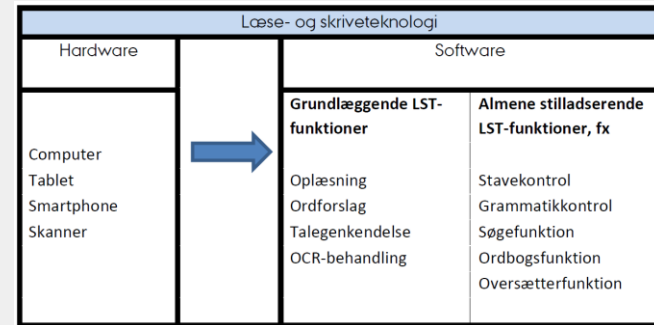 Læse- og skriveteknologi
Hardware
Software
Computer
Tablet
Smartphone
Skanner
Grundlæggende LST-
funktioner
Oplæsning
Ordforslag
Talegenkendelse
OCR-behandling
Almene stilladserende
LST-funktioner, fx
Stavekontrol
Grammatikkontrol
Søgefunktion
Ordbogsfunktion
Oversætterfunktion